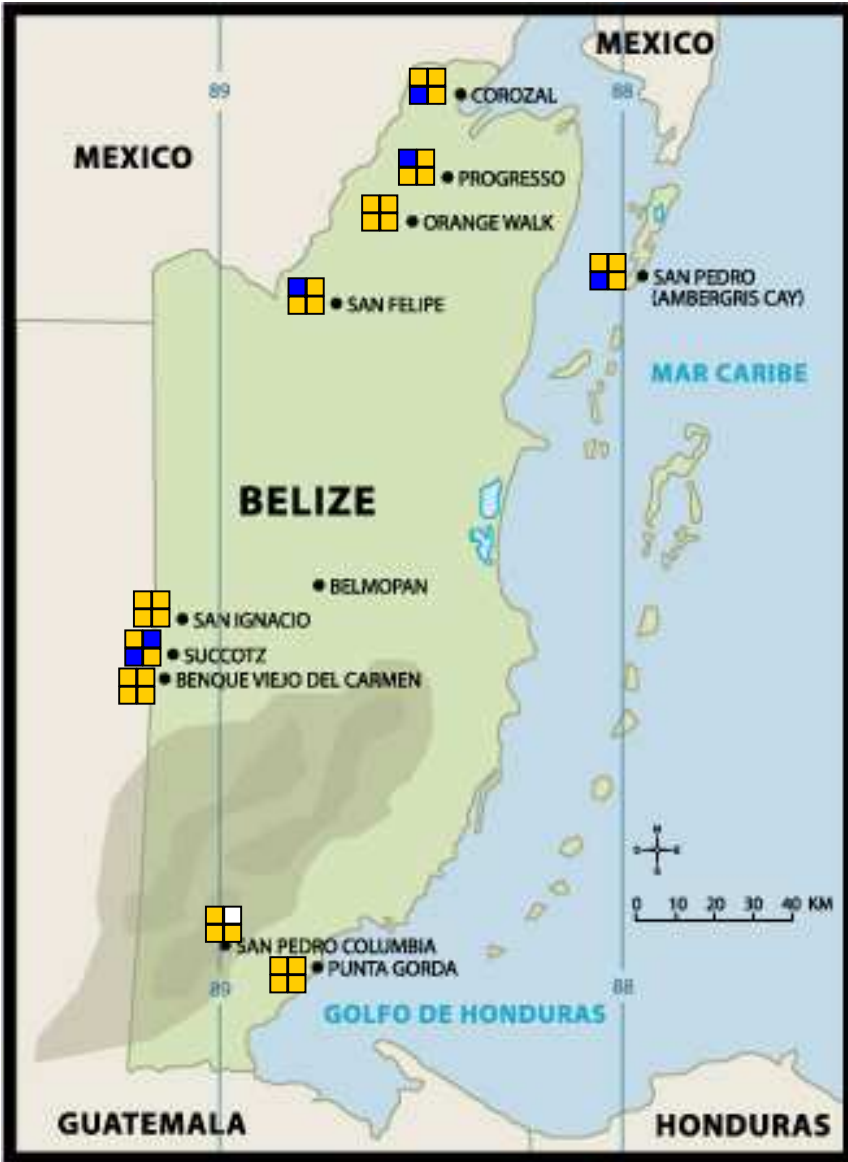 MEXICO
89
88
COROZAL
MEXICO
PROGRESSO
ORANGE WALK
SAN PEDRO
(AMBERGRIS CAY)
SAN FELIPE
MAR CARIBE
BELIZE
BELMOPAN
SAN IGNACIO
SUCCOTZ
BENQUE VIEJO DEL CARMEN
0 10 20 30 40 KM
SAN PEDRO COLUMBIA
PUNTA GORDA
89
88
GOLFO DE HONDURAS
GUATEMALA
HONDURAS